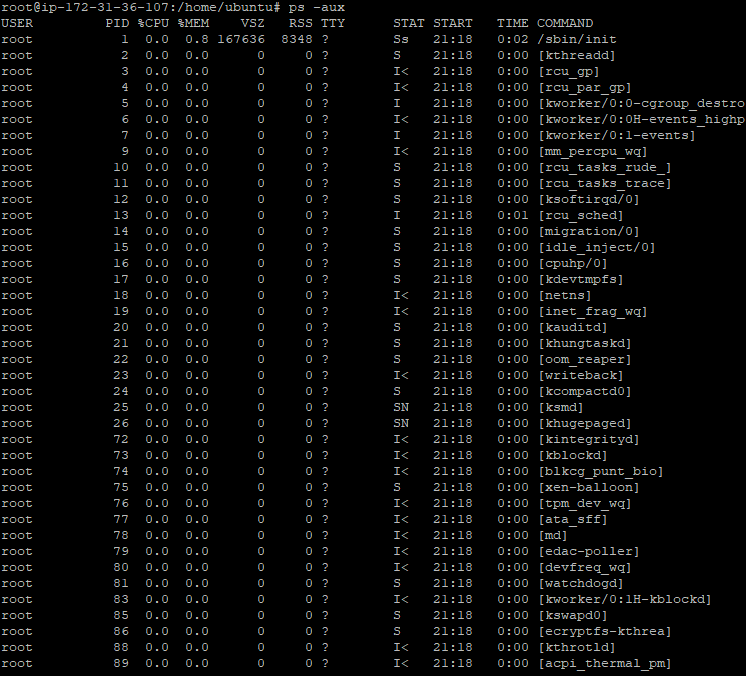 root@ip-172-31-36-107:/home/ubuntu# ps -aux
USER PID %CPU %MEM VSZ RSS TTY STAT START TIME COMMAND
root 1 0.0 0.8 167636 8348 ? Ss 21:18 0:02 /sbin/init
root 2 0.0 0.0 0 0 ? S 21:18 0:00 [kthreadd]
root 3 0.0 0.0 0 0 ? I< 21:18 0:00 [rcu_gp]
root 4 0.0 0.0 0 0 ? I< 21:18 0:00 [rcu_par_gp]
root 5 0.0 0.0 0 0 ? I 21:18 0:00 [kworker/0:0-cgroup_destro
root 6 0.0 0.0 0 0 ? I< 21:18 0:00 [kworker/0:0H-events_highp
root 7 0.0 0.0 0 0 ? I 21:18 0:00 [kworker/0:1-events]
root 9 0.0 0.0 0 0 ? I< 21:18 0:00 [mm_percpu_wq]
root 10 0.0 0.0 0 0 ? S 21:18 0:00 [rcu_tasks_rude_]
root 11 0.0 0.0 0 0 ? S 21:18 0:00 [rcu_tasks_trace]
root 12 0.0 0.0 0 0 ? S 21:18 0:00 [ksoftirqd/0]
root 13 0.0 0.0 0 0 ? I 21:18 0:01 [rcu_sched]
root 14 0.0 0.0 0 0 ? S 21:18 0:00 [migration/0]
root 15 0.0 0.0 0 0 ? S 21:18 0:00 [idle_inject/0]
root 16 0.0 0.0 0 0 ? S 21:18 0:00 [cpuhp/0]
root 17 0.0 0.0 0 0 ? S 21:18 0:00 [kdevtmpfs]
root 18 0.0 0.0 0 0 ? I< 21:18 0:00 [netns]
root 19 0.0 0.0 0 0 ? I< 21:18 0:00 [inet_frag_wq]
root 20 0.0 0.0 0 0 ? S 21:18 0:00 [kauditd]
root 21 0.0 0.0 0 0 ? S 21:18 0:00 [khungtaskd]
root 22 0.0 0.0 0 0 ? S 21:18 0:00 [oom_reaper]
root 23 0.0 0.0 0 0 ? I< 21:18 0:00 [writeback]
root 24 0.0 0.0 0 0 ? S 21:18 0:00 [kcompactd0]
root 25 0.0 0.0 0 0 ? SN 21:18 0:00 [ksmd]
root 26 0.0 0.0 0 0 ? SN 21:18 0:00 [khugepaged]
root 72 0.0 0.0 0 0 ? I< 21:18 0:00 [kintegrityd]
root 73 0.0 0.0 0 0 ? I< 21:18 0:00 [kblockd]
root 74 0.0 0.0 0 0 ? I< 21:18 0:00 [blkcg_punt_bio]
root 75 0.0 0.0 0 0 ? S 21:18 0:00 [xen-balloon]
root 76 0.0 0.0 0 0 ? I< 21:18 0:00 [tpm_dev_wq]
root 77 0.0 0.0 0 0 ? I< 21:18 0:00 [ata_sff]
root 78 0.0 0.0 0 0 ? I< 21:18 0:00 [md]
root 79 0.0 0.0 0 0 ? I< 21:18 0:00 [edac-poller]
root 80 0.0 0.0 0 0 ? I< 21:18 0:00 [devfreq_wq]
root 81 0.0 0.0 0 0 ? S 21:18 0:00 [watchdogd]
root 83 0.0 0.0 0 0 ? I< 21:18 0:00 [kworker/0:1H-kblockd]
root 85 0.0 0.0 0 0 ? S 21:18 0:00 [kswapd0]
root 86 0.0 0.0 0 0 ? S 21:18 0:00 [ecryptfs-kthrea]
root 88 0.0 0.0 0 0 ? I< 21:18 0:00 [kthrotld]
root 89 0.0 0.0 0 0 ? I< 21:18 0:00 [acpi_thermal_pm]